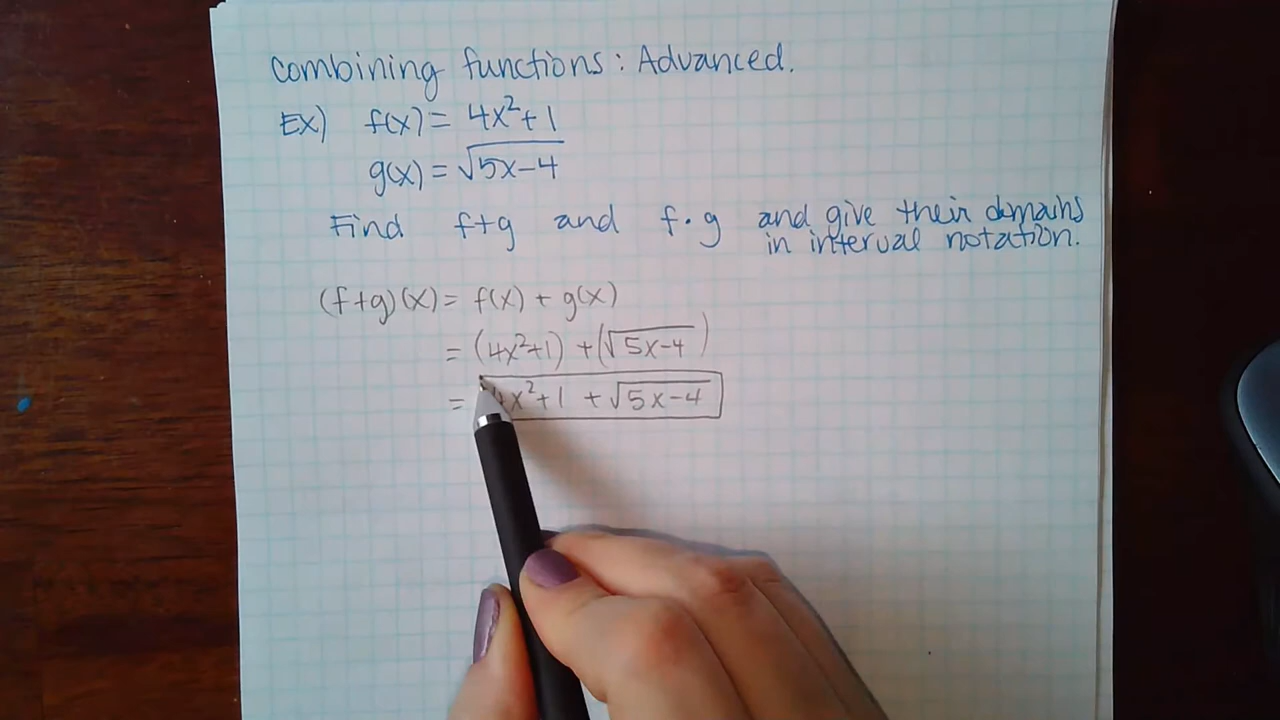 Combining functions: Advanced.
Ex) f(x) = 4x²+1
g(x) = √5x-4
Find f+g and f·g and give their domains
in interval notation.
(f+g)(x) = f(x) + g(x)
= (4x²+1) + (√5x-4)
= 4x²+1 + √5x-4